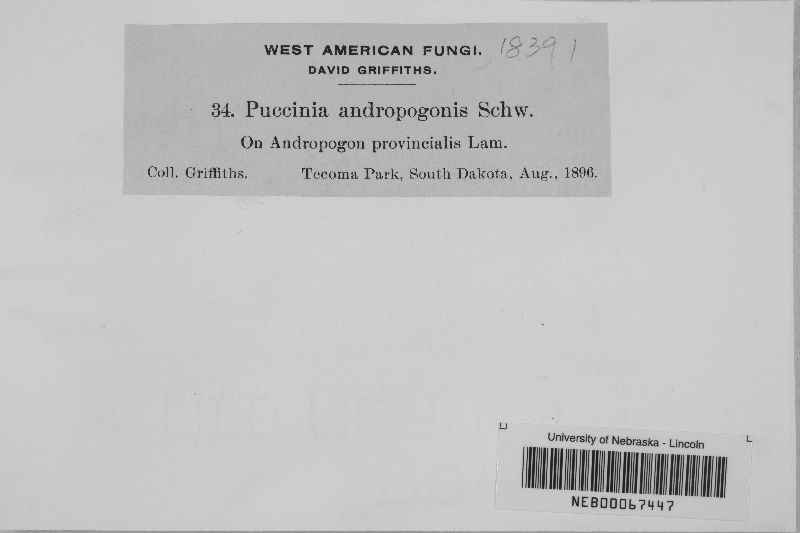 WEST AMERICAN FUNGI. 18391
DAVID GRIFFITHS.
34. Puccinia andropogonis Schw.
On Andropogon provincialis Lam.
Coll. Griffiths. Tecoma Park, South Dakota, Aug., 1896.
University of Nebraska - Lincoln
NEB00067447